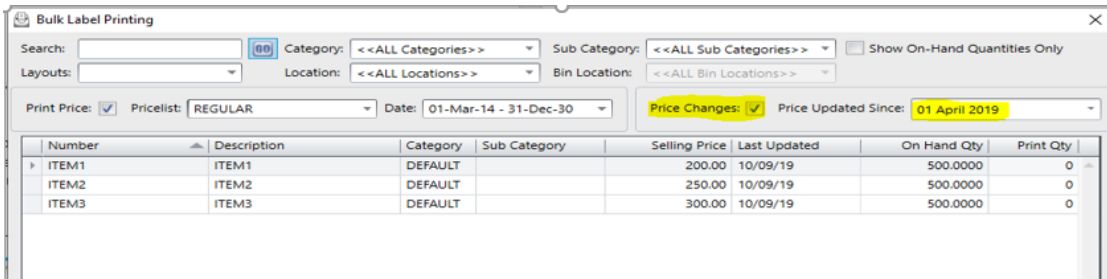 Bulk Label Printing
Search: Category: <<ALL Categories>> Sub Category: <<ALL Sub Categories>> Show On-Hand Quantities Only
Layouts: Location: <<ALL Locations>> Bin Location: <<ALL Bin Locations>>
Print Price: Pricelist: REGULAR Date: 01-Mar-14 - 31-Dec-30 Price Changes: Price Updated Since: 01 April 2019
Number Description Category Sub Category Selling Price Last Updated On Hand Qty Print Qty
ITEM1 ITEM1 DEFAULT 200.00 10/09/19 500.0000 0
ITEM2 ITEM2 DEFAULT 250.00 10/09/19 500.0000 0
ITEM3 ITEM3 DEFAULT 300.00 10/09/19 500.0000 0